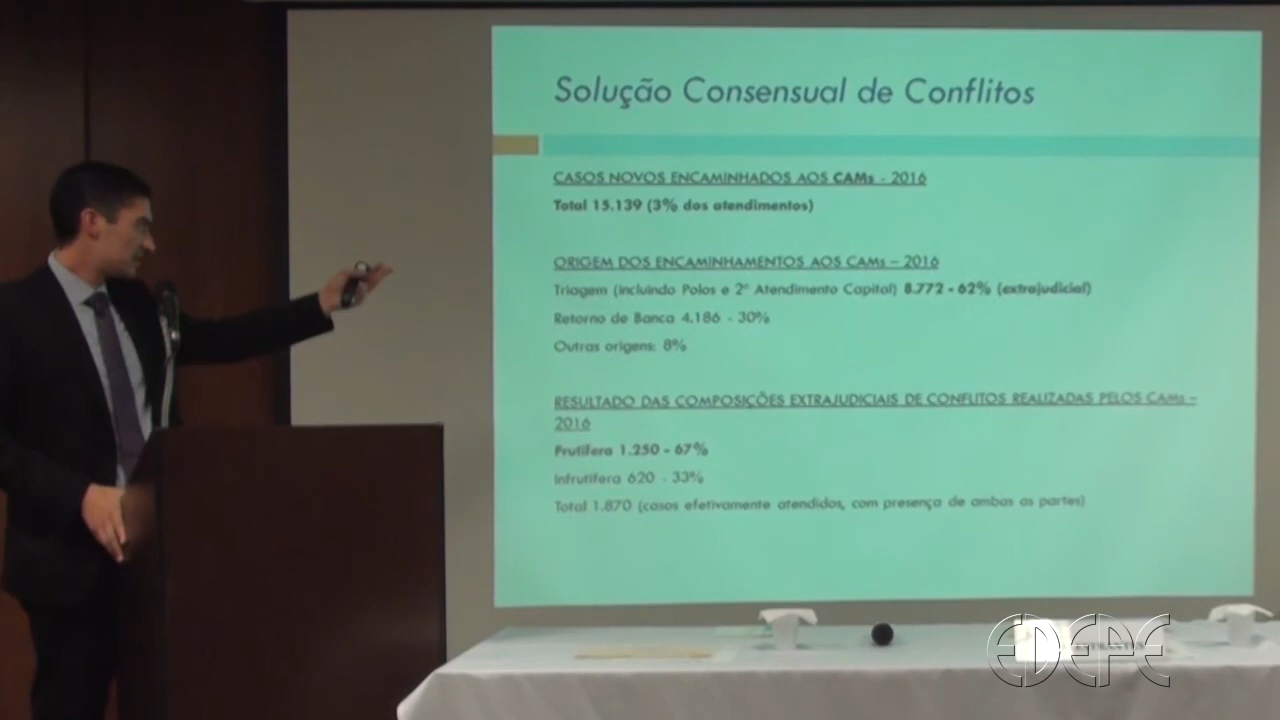 Solução Consensual de Conflitos
CASOS NOVOS ENCAMINHADOS AOS CAMs - 2016
Total 15.139 (3% dos atendimentos)
ORIGEM DOS ENCAMINHAMENTOS AOS CAMs – 2016
Triagem (incluindo Polos e 2º Atendimento Capital) 8.772 - 62% (extrajudicial)
Retorno de Banca 4.186 - 30%
Outras origens: 8%
RESULTADO DAS COMPOSIÇÕES EXTRAJUDICIAIS DE CONFLITOS REALIZADAS PELOS CAMs –
2016
Frutífera 1.250 - 67%
Infrutífera 620 - 33%
Total 1.870 (casos efetivamente atendidos, com presença de ambas as partes)
EDEPE